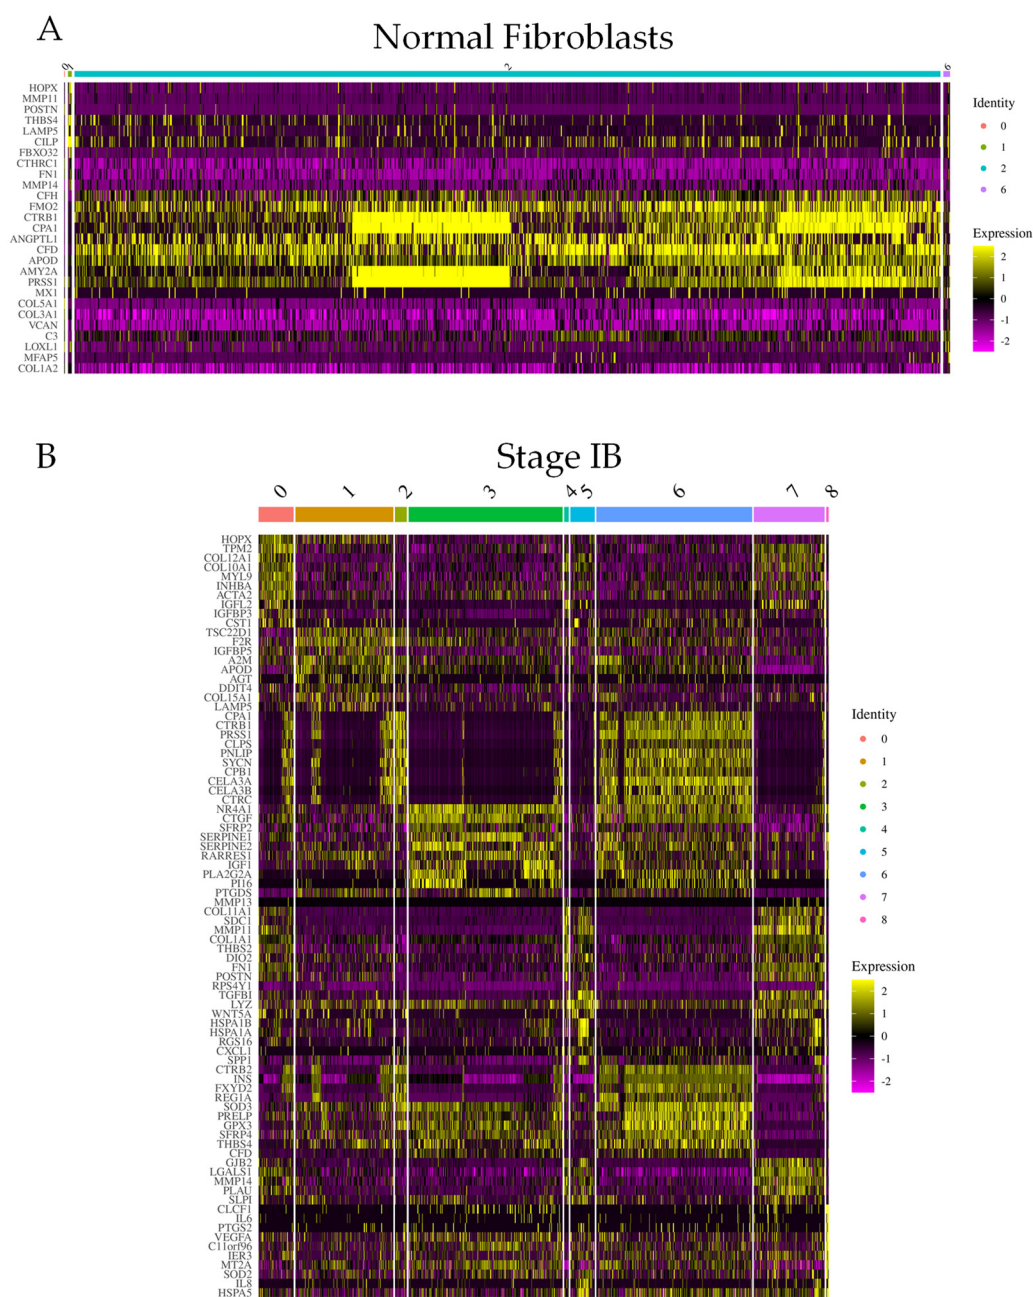 A
Normal Fibroblasts
0 1 2 6
HOPX
MMP11
POSTN
THBS4
LAMP5
CILP
FBXO32
CTHRC1
FN1
MMP14
CFH
FMO2
CTRB1
CPA1
ANGPTL1
CFD
APOD
AMY2A
PRSS1
MX1
COL5A1
COL3A1
VCAN
C3
LOXL1
MFAP5
COL1A2
Identity
0
1
2
6
Expression
2
1
0
-1
-2
B
Stage IB
0 1 2 3 4 5 6 7 8
HOPX
TPM2
COL12A1
COL10A1
MYL9
INHBA
ACTA2
IGFL2
IGFBP3
CST1
TSC22D1
F2R
IGFBP5
A2M
APOD
AGT
DDIT4
COL15A1
LAMP5
CPA1
CTRB1
PRSS1
CLPS
PNLIP
SYCN
CPB1
CELA3A
CELA3B
CTRC
NR4A1
CTGF
SFRP2
SERPINE1
SERPINE2
RARRES1
IGF1
PLA2G2A
PI16
PTGDS
MMP13
COL11A1
SDC1
MMP11
COL1A1
THBS2
DIO2
FN1
POSTN
RPS4Y1
TGFBI
LYZ
WNT5A
HSPA1B
HSPA1A
RGS16
CXCL1
SPP1
CTRB2
INS
FXYD2
REG1A
SOD3
PRELP
GPX3
SFRP4
THBS4
CFD
GJB2
LGALS1
MMP14
PLAU
SLPI
CLCF1
IL6
PTGS2
VEGFA
C11orf96
IER3
MT2A
SOD2
IL8
HSPA5
Identity
0
1
2
3
4
5
6
7
8
Expression
2
1
0
-1
-2